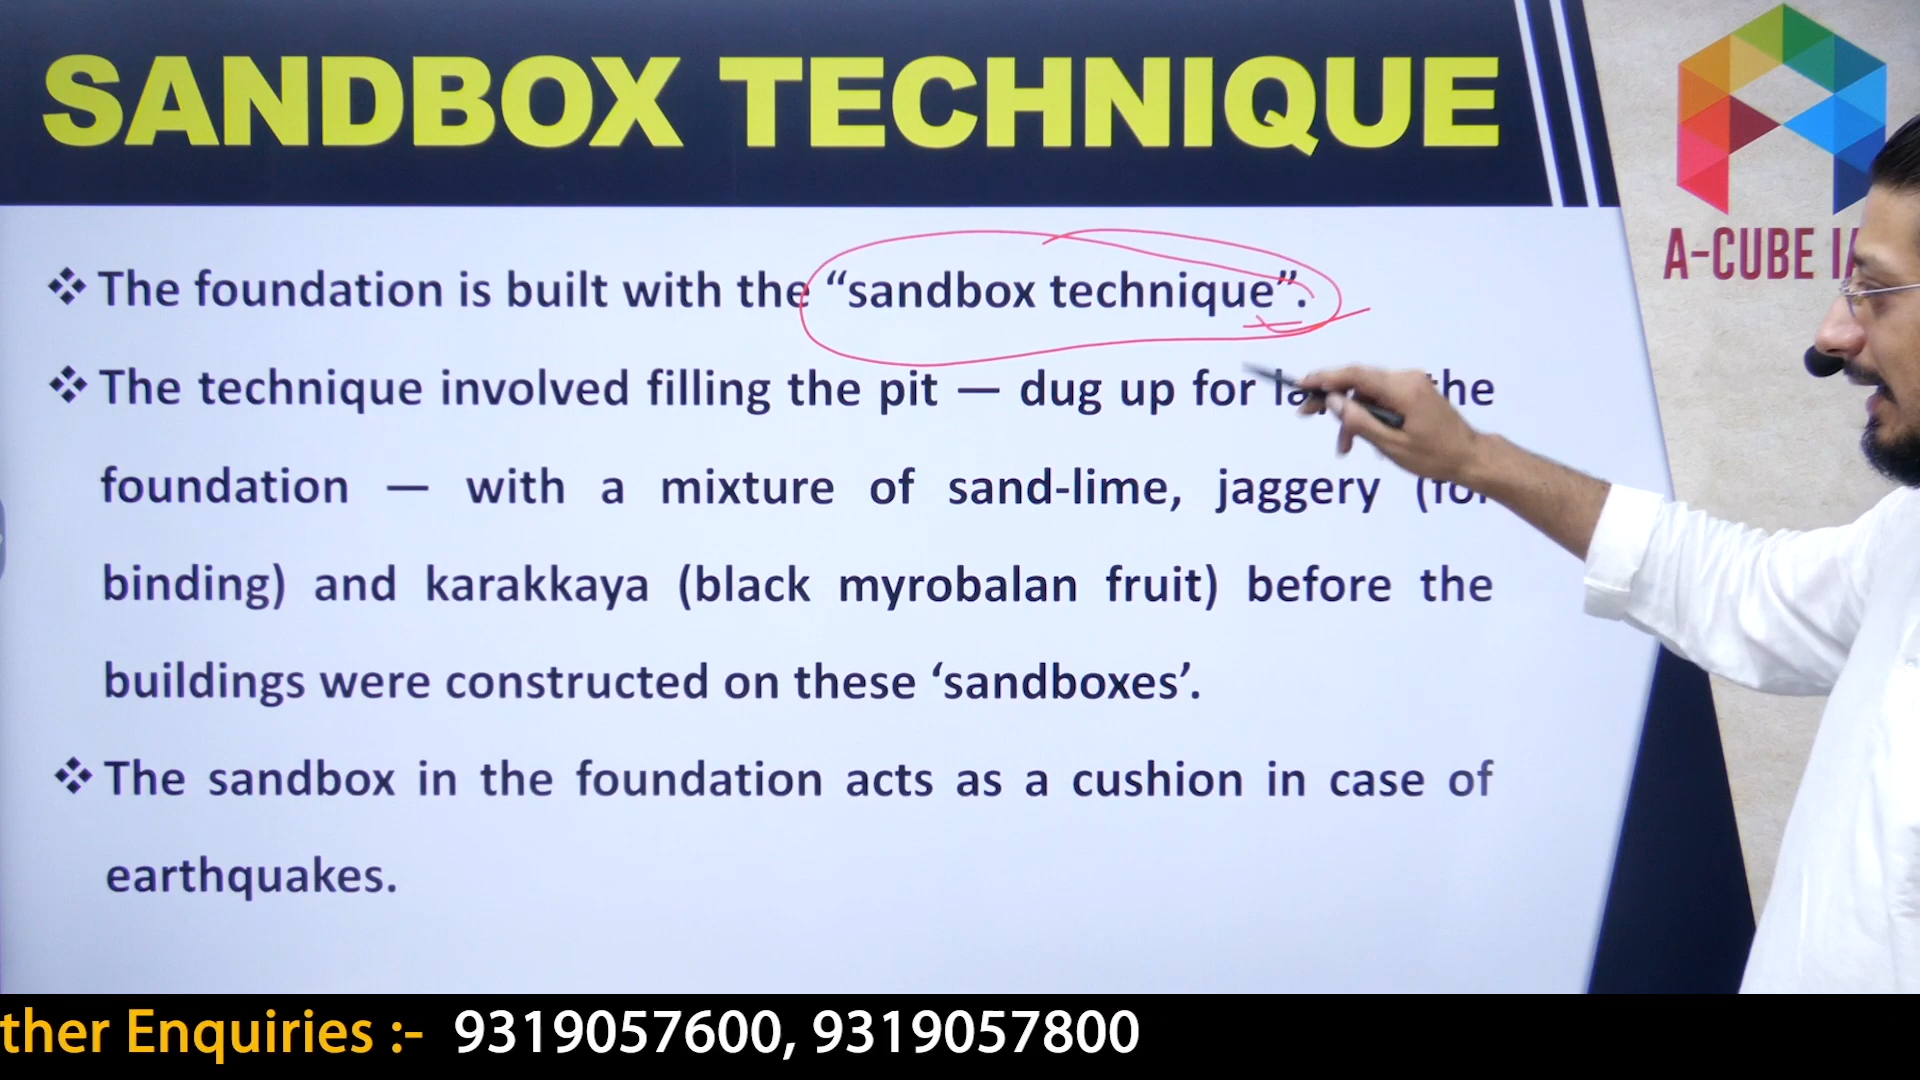 SANDBOX TECHNIQUE
A-CUBE
❖ The foundation is built with the “sandbox technique”.
❖ The technique involved filling the pit — dug up for the
foundation — with a mixture of sand-lime, jaggery (for
binding) and karakkaya (black myrobalan fruit) before the
buildings were constructed on these ‘sandboxes’.
❖ The sandbox in the foundation acts as a cushion in case of
earthquakes.
ther Enquiries :- 9319057600, 9319057800